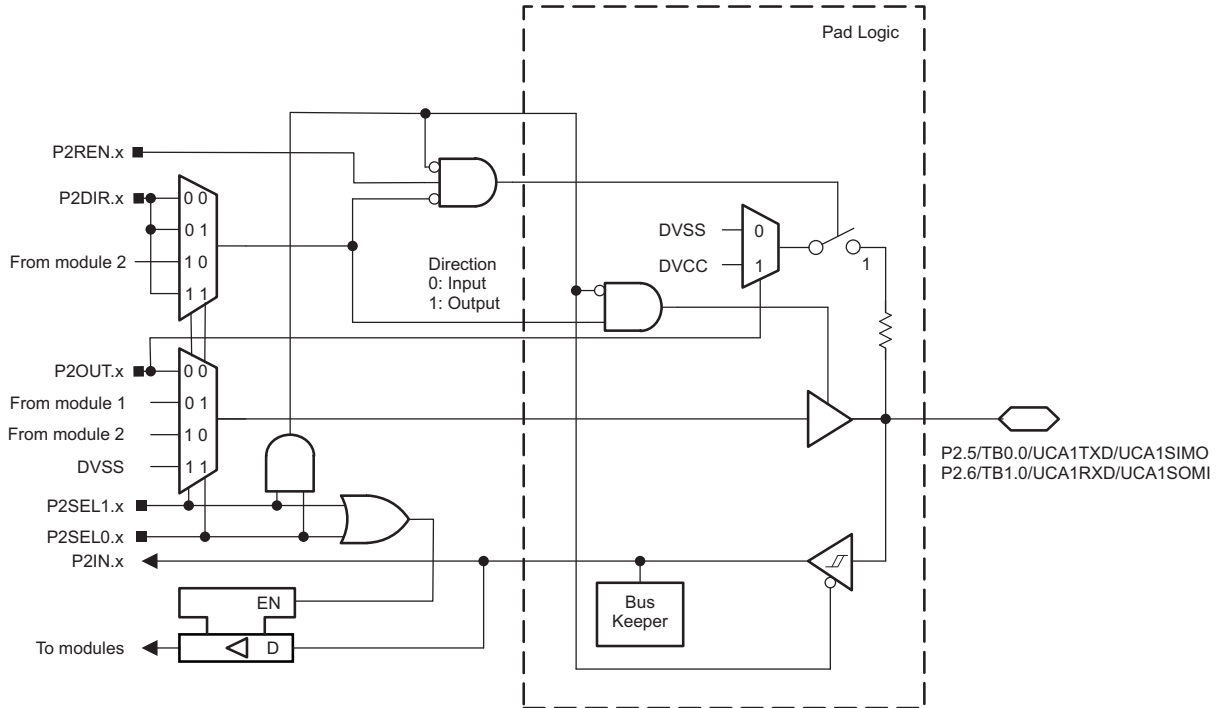 Pad Logic
P2REN.x
P2DIR.x
0 0
0 1
From module 2
1 0
1 1
Direction
0: Input
1: Output
DVSS
0
DVCC
1
1
P2OUT.x
0 0
From module 1
0 1
From module 2
1 0
DVSS
1 1
P2.5/TB0.0/UCA1TXD/UCA1SIMO
P2.6/TB1.0/UCA1RXD/UCA1SOMI
P2SEL1.x
P2SEL0.x
P2IN.x
Bus
Keeper
EN
To modules
D